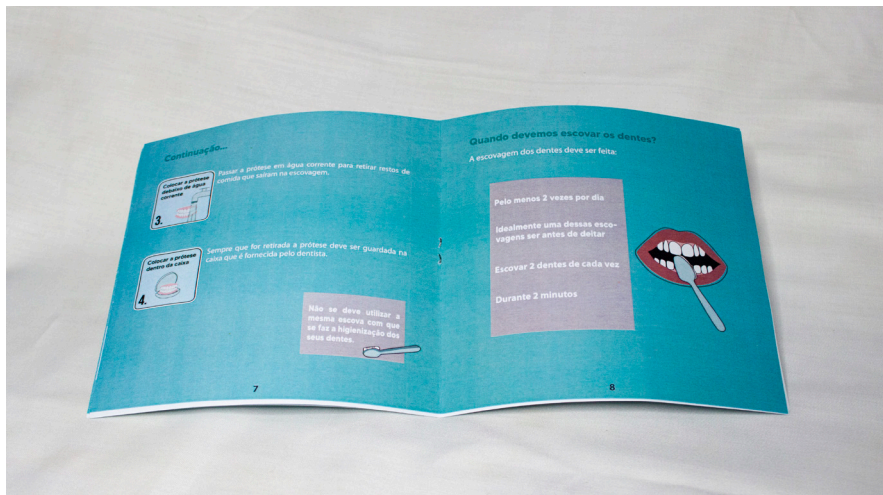 Continuação...
Colocar a prótese
debaixo de água
corrente
3.
Passar a prótese em água corrente para retirar restos de
comida que saíram na escovagem.
Colocar a prótese
dentro da caixa
4.
Sempre que for retirada a prótese deve ser guardada na
caixa que é fornecida pelo dentista.
Não se deve utilizar a
mesma escova com que
se faz a higienização dos
seus dentes.
7
Quando devemos escovar os dentes?
A escovagem dos dentes deve ser feita:
Pelo menos 2 vezes por dia
Idealmente uma dessas esco-
vagens ser antes de deitar
Escovar 2 dentes de cada vez
Durante 2 minutos
8